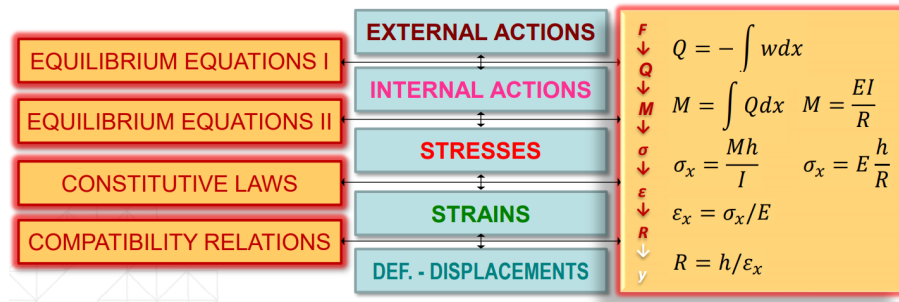 EQUILIBRIUM EQUATIONS I
EQUILIBRIUM EQUATIONS II
CONSTITUTIVE LAWS
COMPATIBILITY RELATIONS
EXTERNAL ACTIONS
INTERNAL ACTIONS
STRESSES
STRAINS
DEF. - DISPLACEMENTS
F
↓
Q
↓
M
↓
σ
↓
ε
↓
R
↓
y
Q = − ∫ wdx
M = ∫ Qdx M = EI/R
σₓ = Mh/I σₓ = E h/R
εₓ = σₓ/E
R = h/εₓ